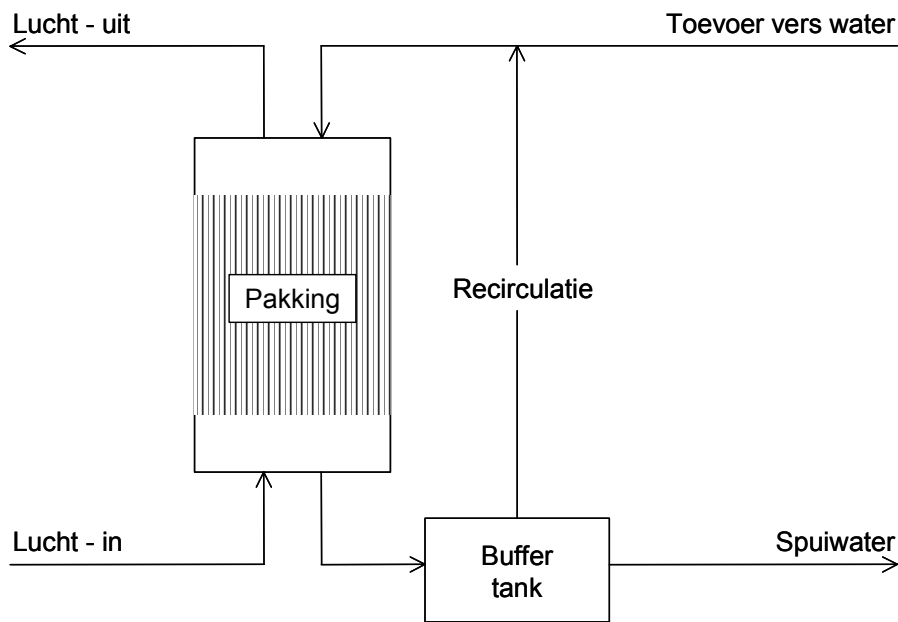 Lucht - uit
Toevoer vers water
Pakking
Recirculatie
Lucht - in
Buffer
tank
Spuiwater